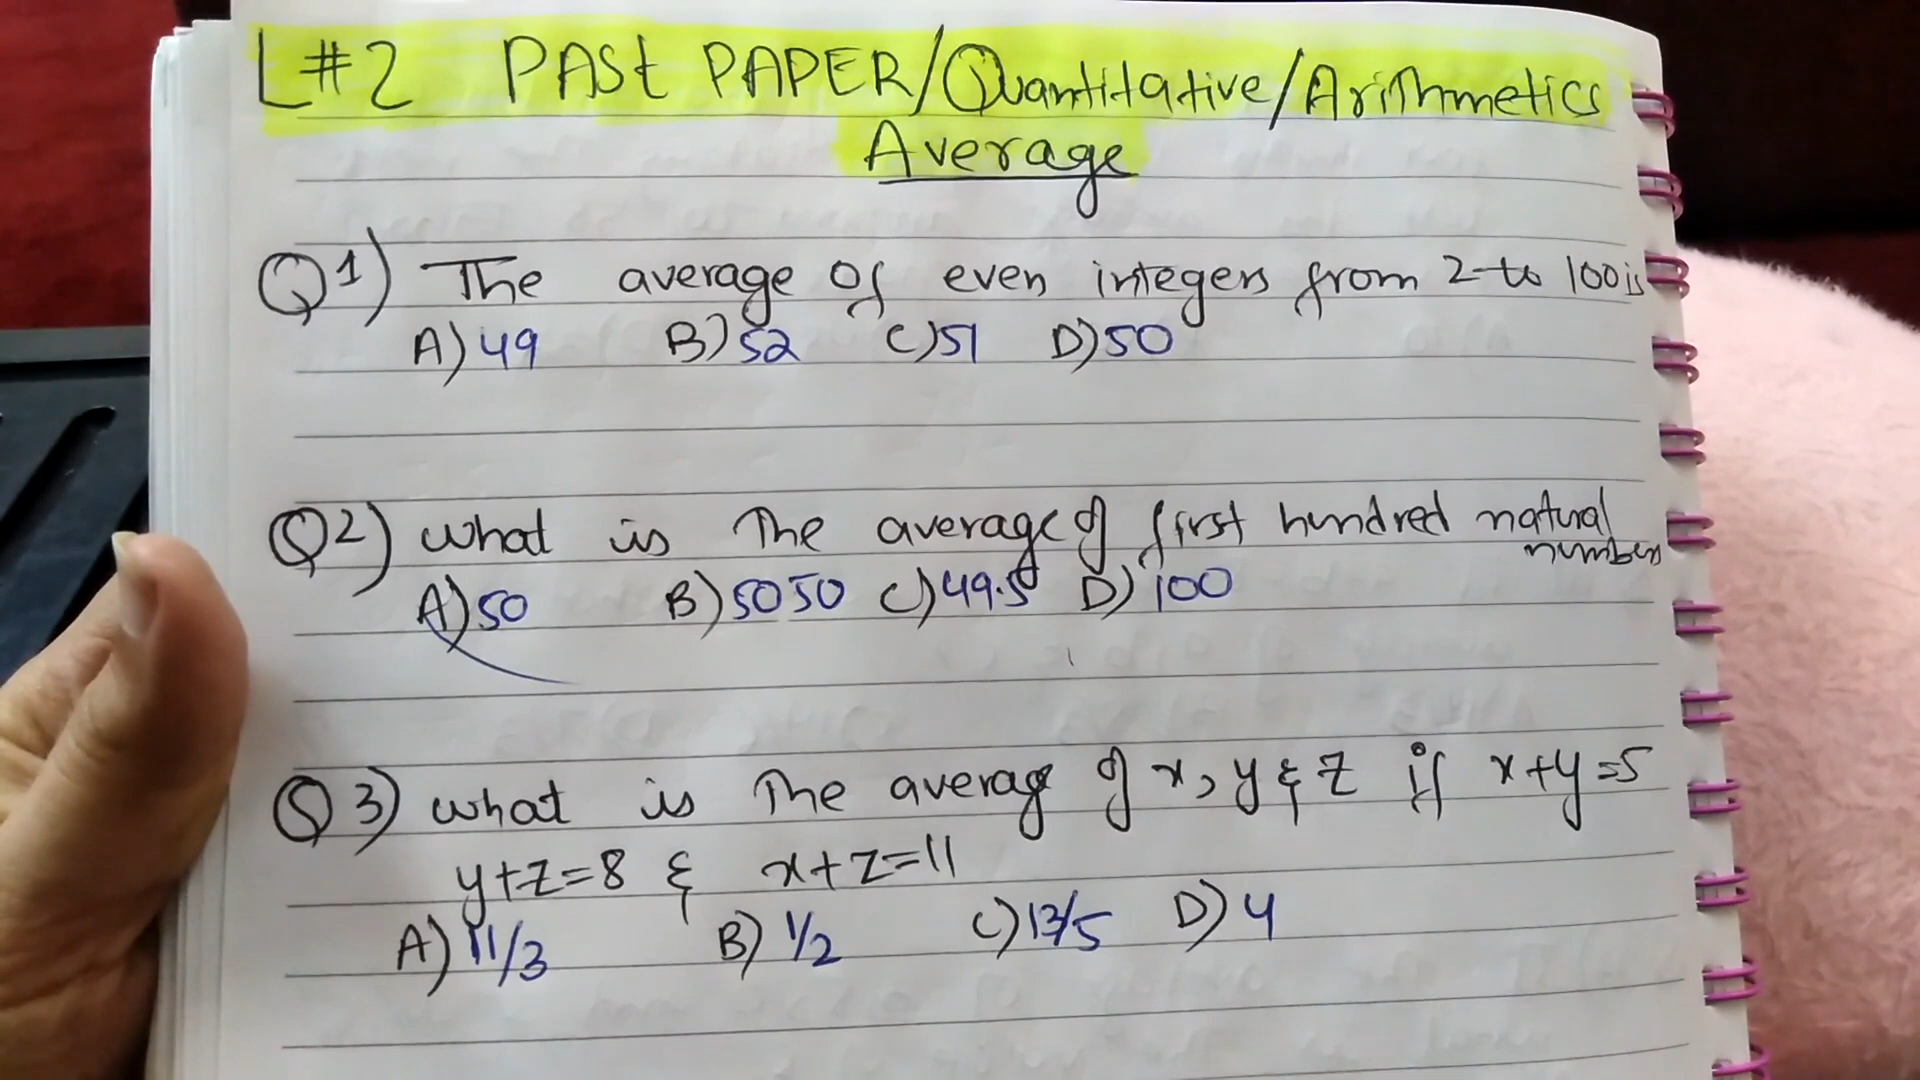 L#2 PASt PAPER/Quantitative/Arithmetics
Average
Q1) The average of even integers from 2 to 100 is
A) 49 B) 52 C) 51 D) 50
Q2) what is The average of first hundred natural
number
A) 50 B) 5050 C) 49.5 D) 100
Q3) what is The average of x, y & z if x+y=5
y+z=8 & x+z=11
A) 11/3 B) 1/2 C) 13/5 D) 4